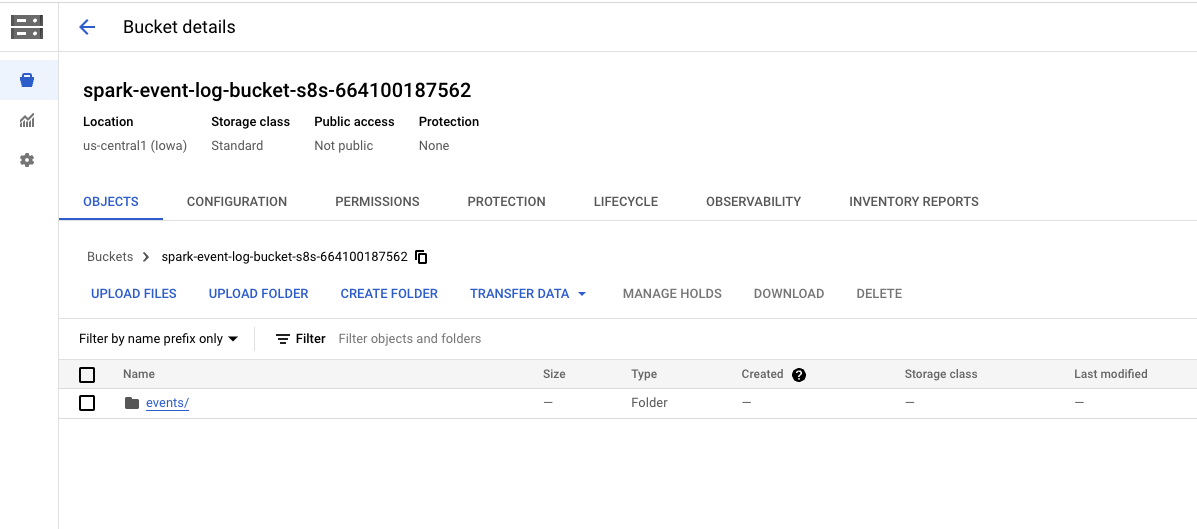 Bucket details
spark-event-log-bucket-s8s-664100187562
Location Storage class Public access Protection
us-central1 (Iowa) Standard Not public None
OBJECTS CONFIGURATION PERMISSIONS PROTECTION LIFECYCLE OBSERVABILITY INVENTORY REPORTS
Buckets > spark-event-log-bucket-s8s-664100187562
UPLOAD FILES UPLOAD FOLDER CREATE FOLDER TRANSFER DATA MANAGE HOLDS DOWNLOAD DELETE
Filter by name prefix only Filter Filter objects and folders
Name Size Type Created ? Storage class Last modified
events/ — Folder — — —